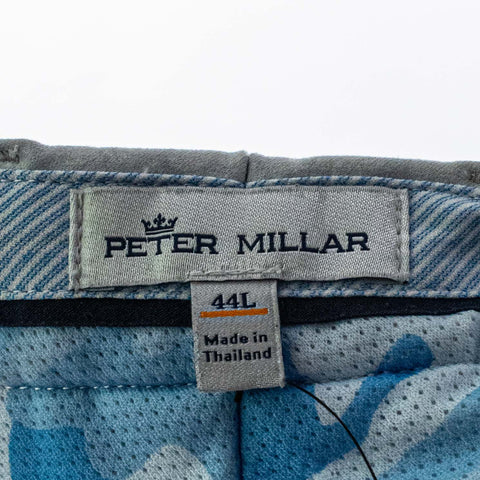 PETER MILLAR
44L
Made in
Thailand